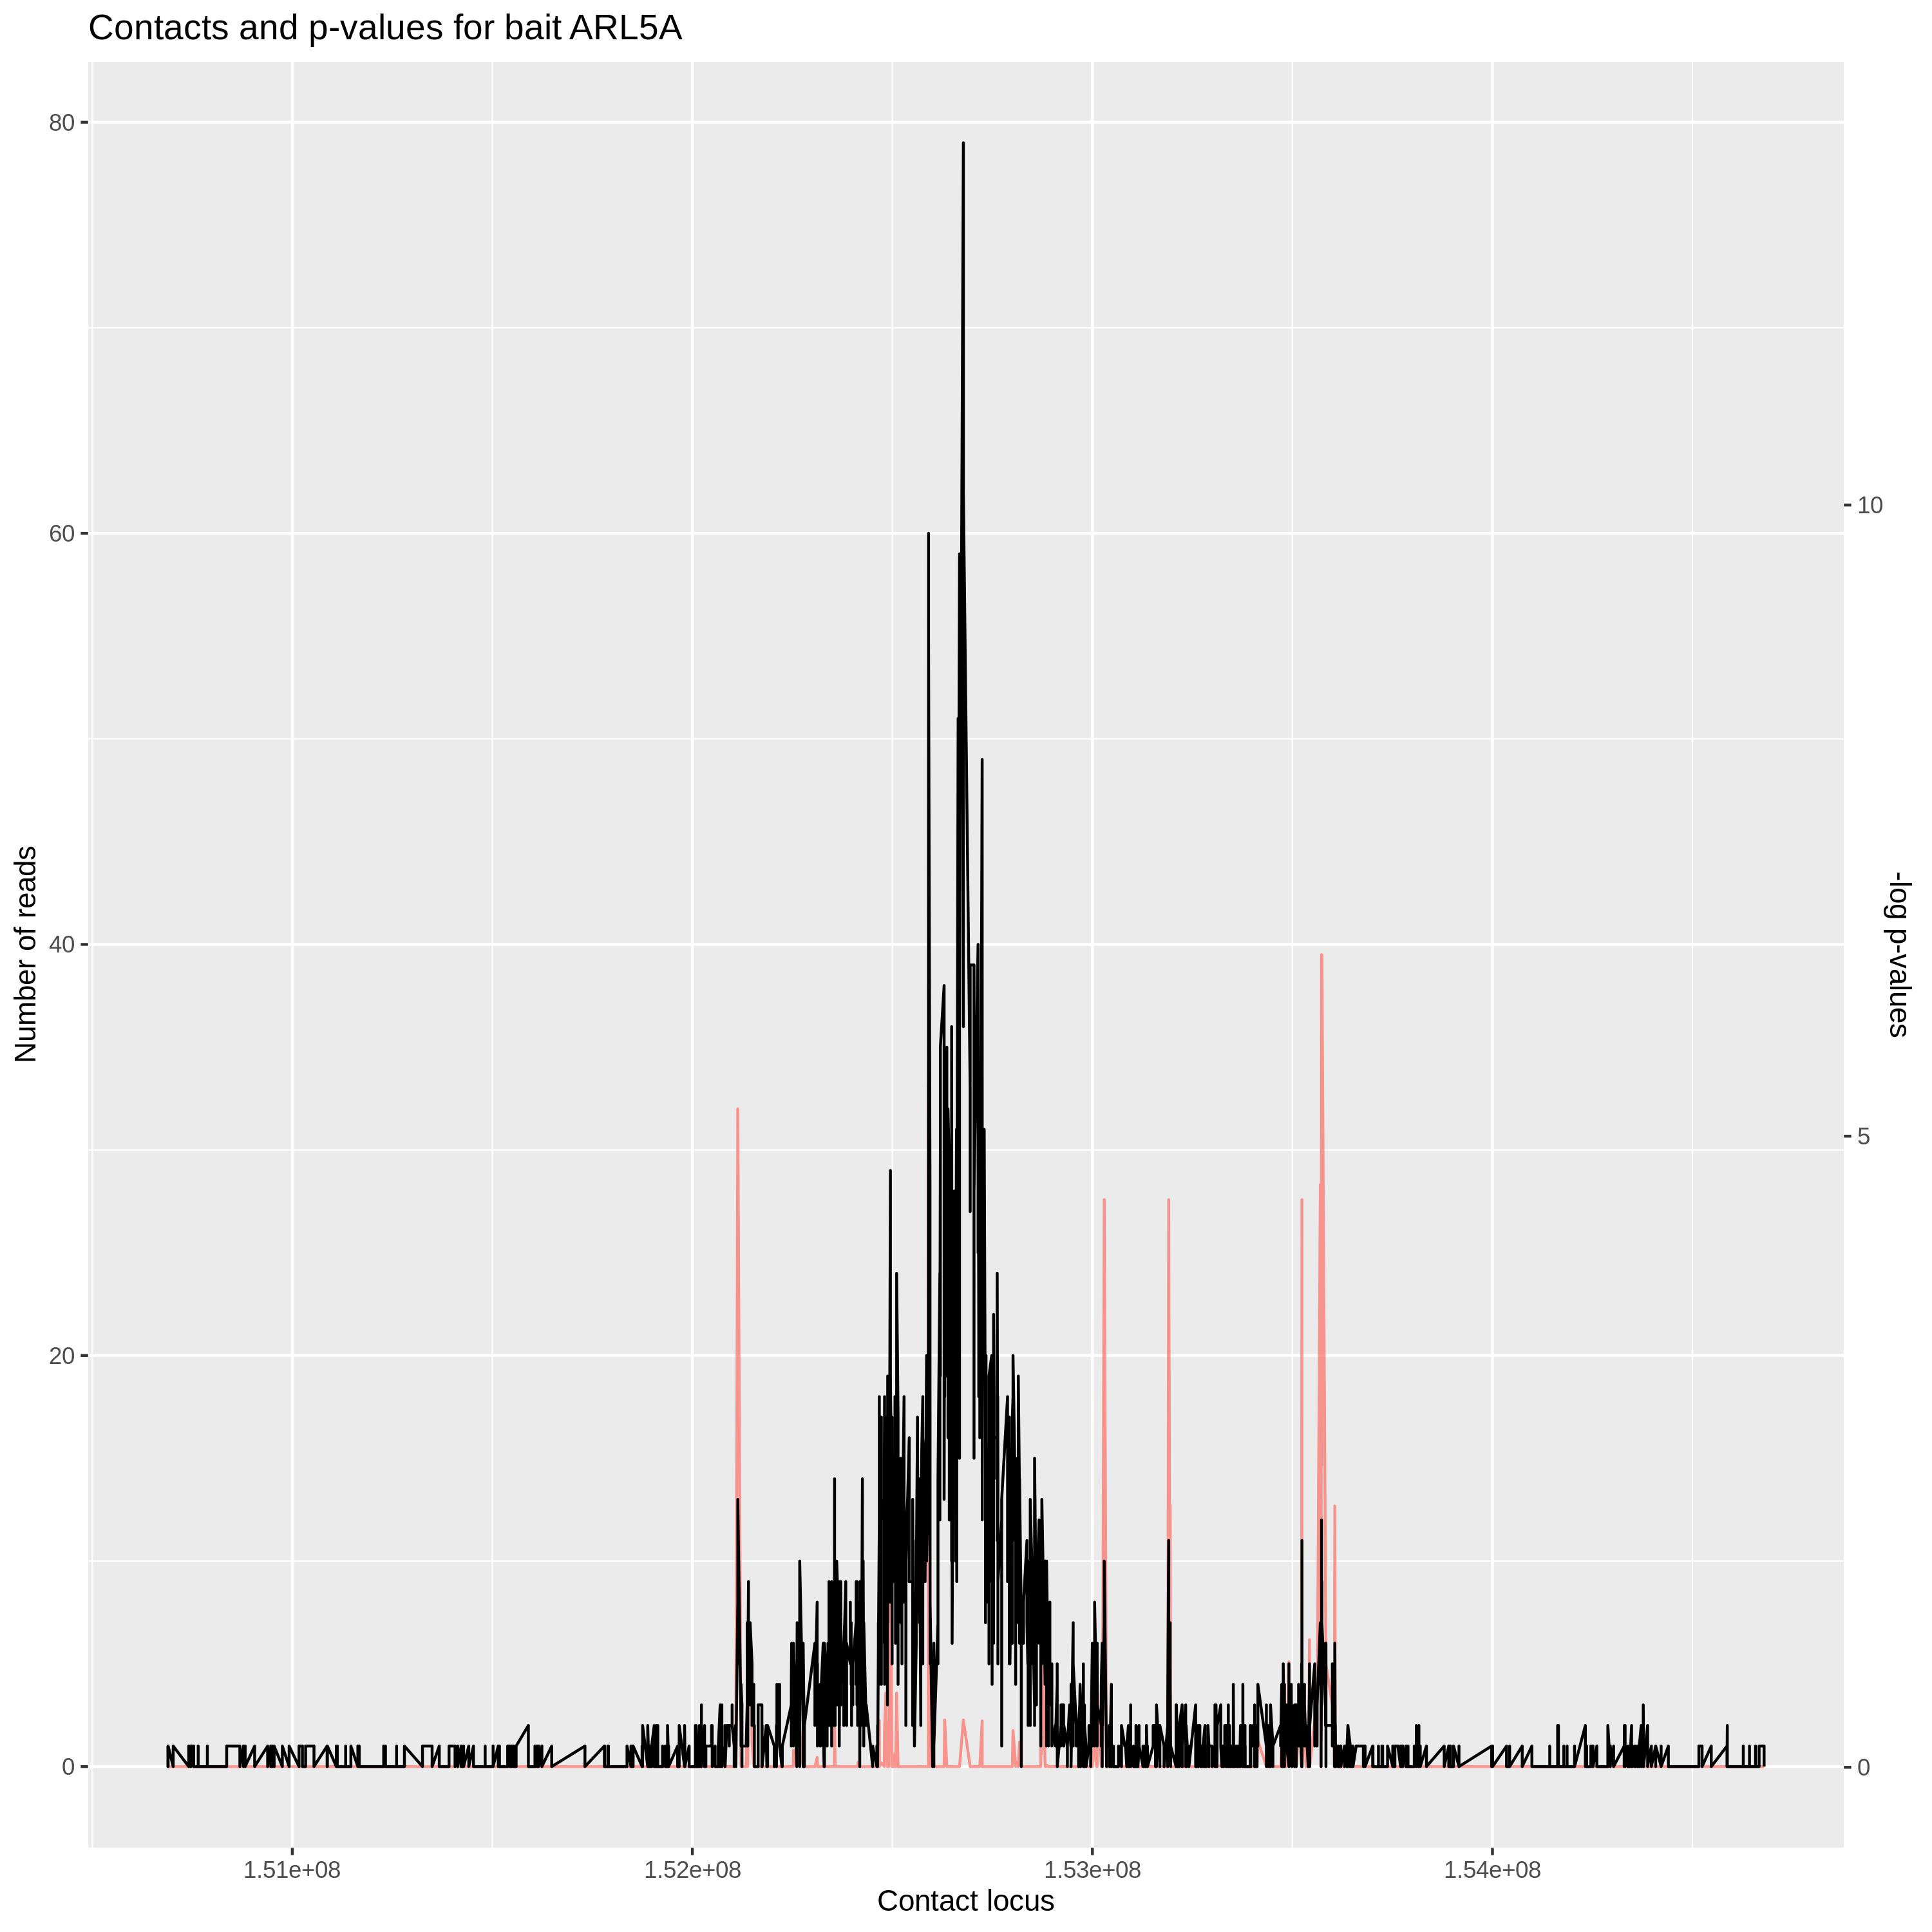 Contacts and p-values for bait ARL5A
80
60
40
20
0
Number of reads
10
5
0
-log p-values
1.51e+08
1.52e+08
1.53e+08
1.54e+08
Contact locus